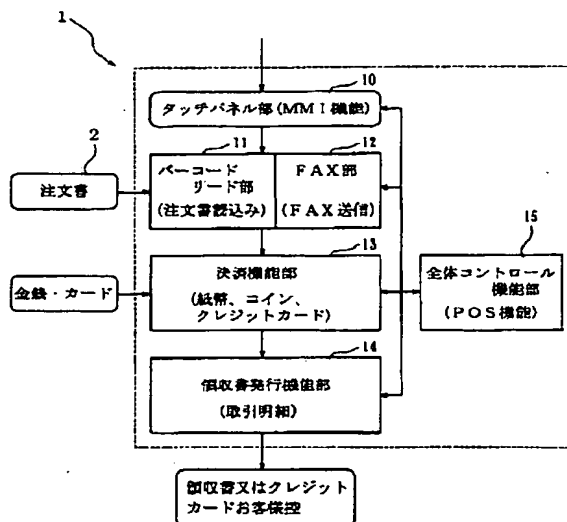 1
10
タッチパネル部(MMI機能)
2
11
12
注文書
バーコード
リード部
(注文書読込み)
FAX部
(FAX送信)
13
15
金銭・カード
決済機能部
(紙幣、コイン、
クレジットカード)
全体コントロール
機能部
(POS機能)
14
領収書発行機能部
(取引明細)
領収書又はクレジット
カードお客様控